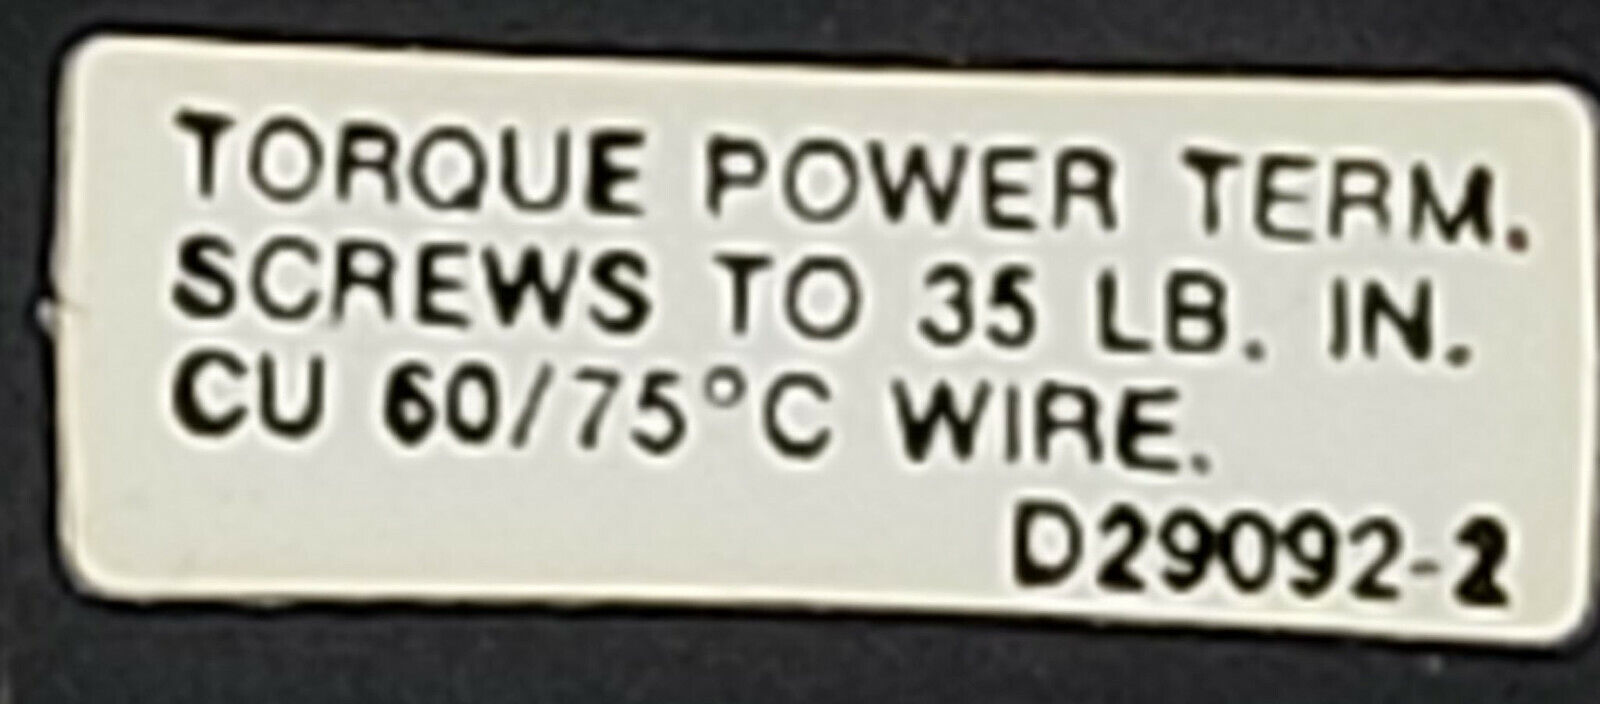 TORQUE POWER TERM.
SCREWS TO 35 LB. IN.
CU 60/75°C WIRE.
D29092-2